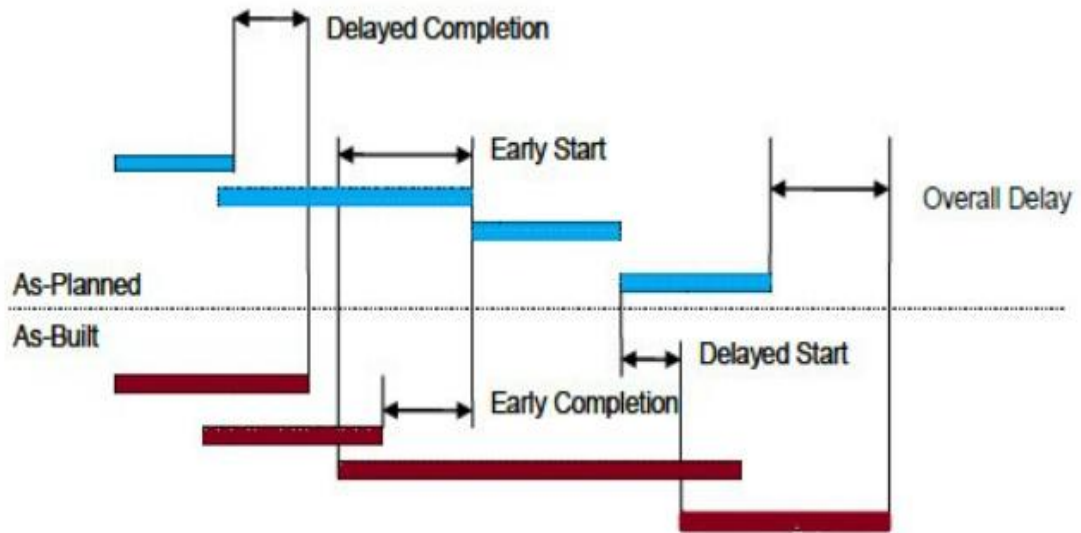 Delayed Completion
Early Start
Overall Delay
As-Planned
As-Built
Delayed Start
Early Completion